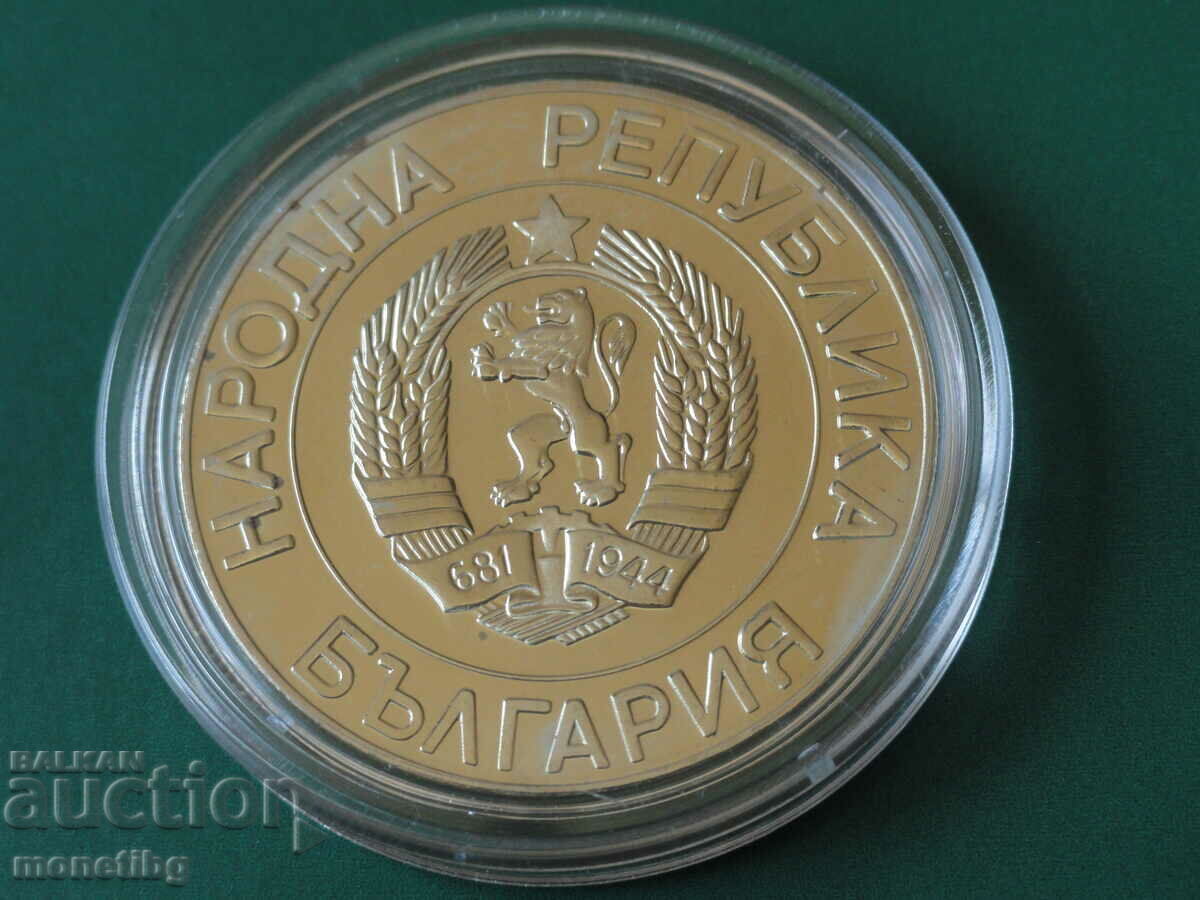 НАРОДНА РЕПУБЛИКА
БЪЛГАРИЯ
681 1944
BALKAN
auction
monetibg